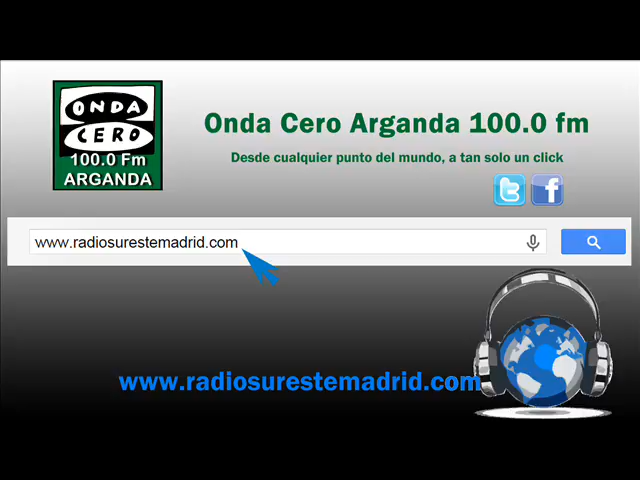 ONDA
CERO
100.0 Fm
ARGANDA
Onda Cero Arganda 100.0 fm
Desde cualquier punto del mundo, a tan solo un click
www.radiosurestemadrid.com
www.radiosurestemadrid.com